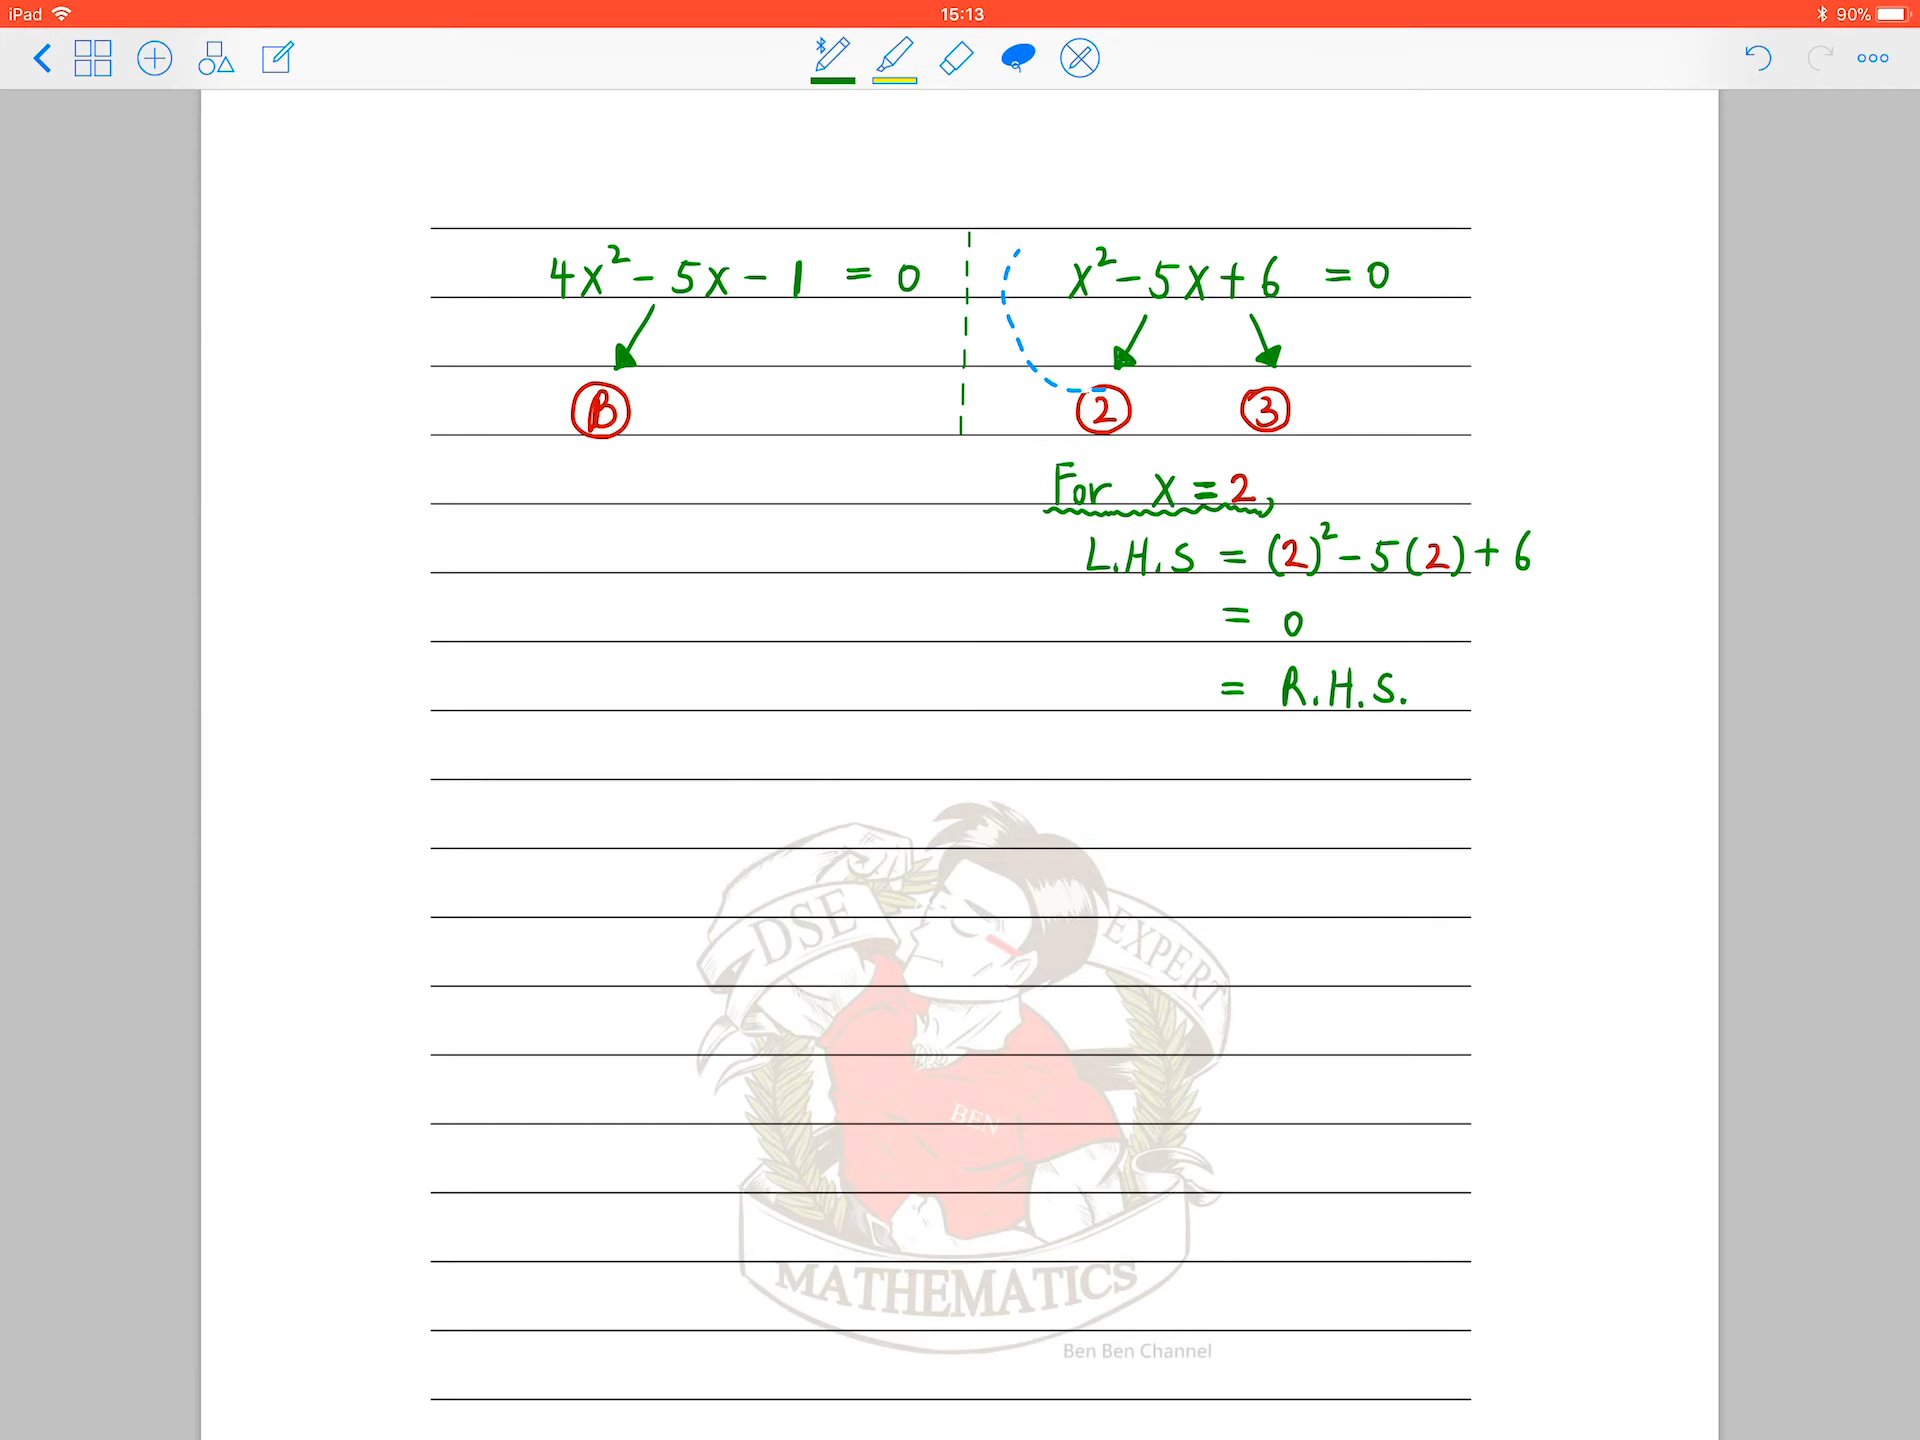 iPad 15:13 90%
4x² - 5x - 1 = 0
x² - 5x + 6 = 0
β
2 3
For x = 2,
L.H.S = (2)² - 5(2) + 6
= 0
= R.H.S.
DSE EXPERT
BEN
MATHEMATICS
Ben Ben Channel